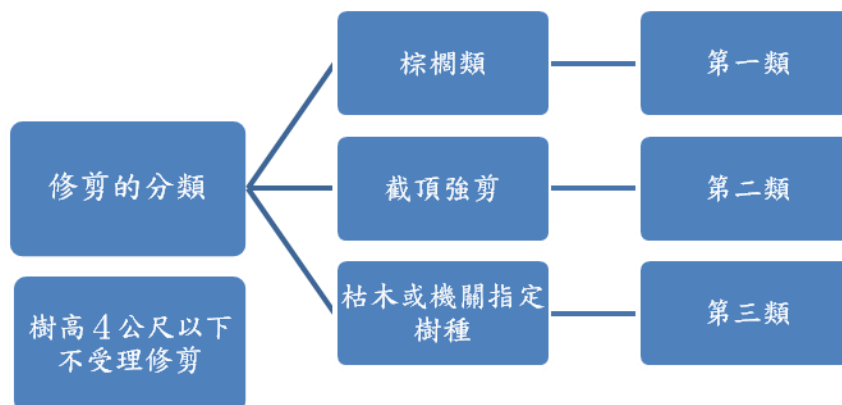 修剪的分類
樹高4公尺以下
不受理修剪
棕櫚類
第一類
截頂強剪
第二類
枯木或機關指定
樹種
第三類